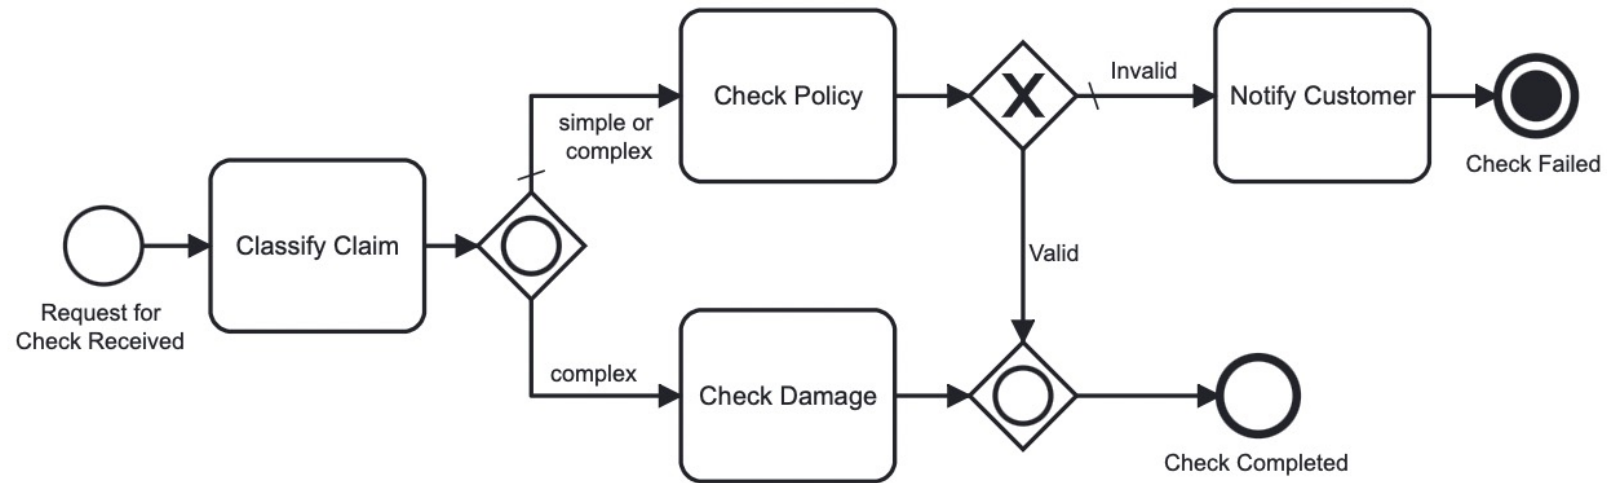 Request for
Check Received
Classify Claim
simple or
complex
complex
Check Policy
Check Damage
X
Invalid
Valid
Notify Customer
Check Failed
Check Completed